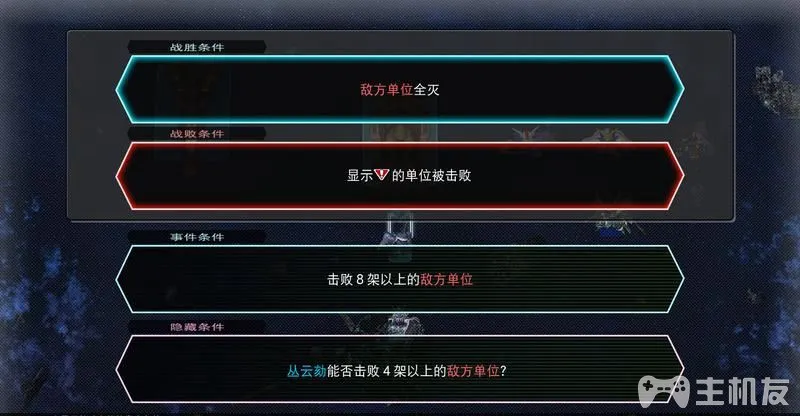 战胜条件
敌方单位全灭
战败条件
显示的单位被击败
事件条件
击败8架以上的敌方单位
隐藏条件
丛云劾能否击败4架以上的敌方单位?
主机友